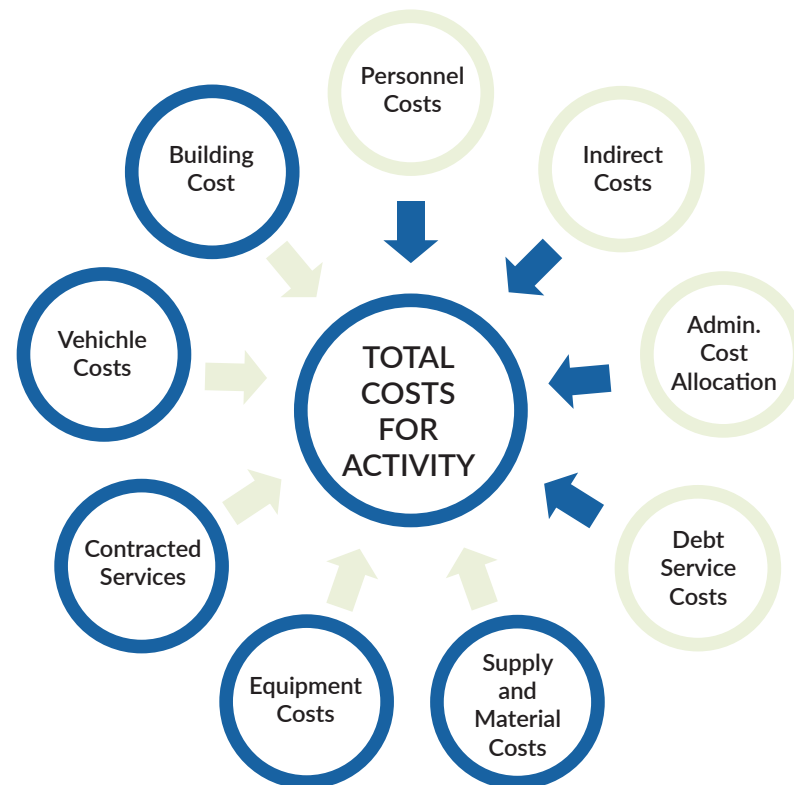 Personnel
Costs
Building
Cost
Indirect
Costs
Vehichle
Costs
TOTAL
COSTS
FOR
ACTIVITY
Admin.
Cost
Allocation
Contracted
Services
Debt
Service
Costs
Equipment
Costs
Supply
and
Material
Costs